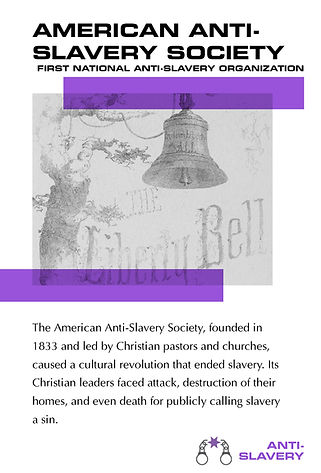 AMERICAN ANTI-
SLAVERY SOCIETY
FIRST NATIONAL ANTI-SLAVERY ORGANIZATION
THE
Liberty Bell
The American Anti-Slavery Society, founded in
1833 and led by Christian pastors and churches,
caused a cultural revolution that ended slavery. Its
Christian leaders faced attack, destruction of their
homes, and even death for publicly calling slavery
a sin.
ANTI-
SLAVERY